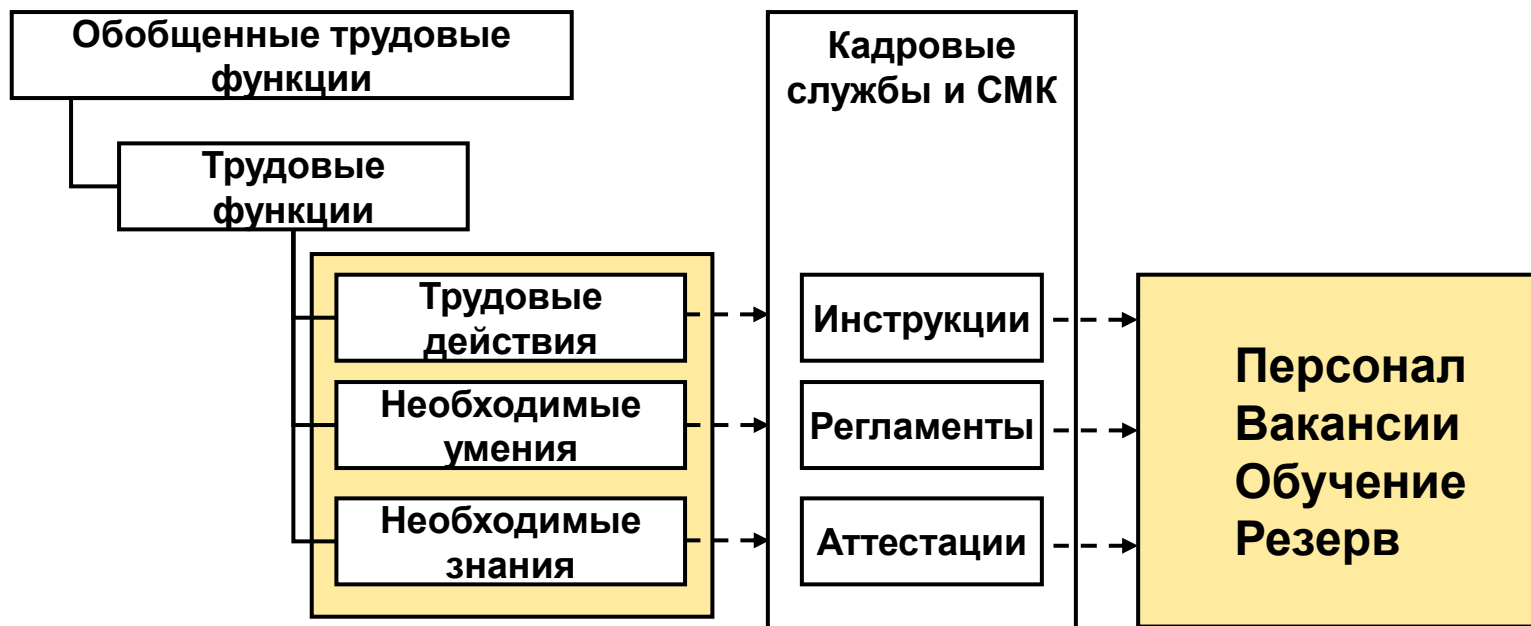 Обобщенные трудовые
функции
Трудовые
функции
Трудовые
действия
Необходимые
умения
Необходимые
знания
Кадровые
службы и СМК
Инструкции
Регламенты
Аттестации
Персонал
Вакансии
Обучение
Резерв